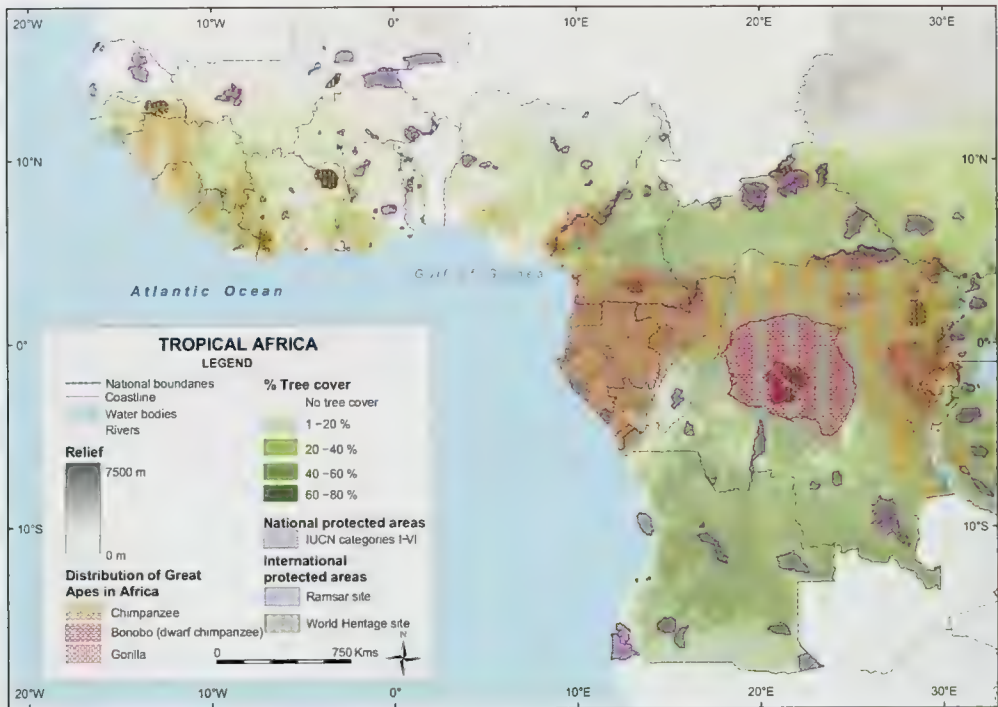 20°W 10°W 0° 10°E 20°E 30°E
10°N 10°N
Gulf of Guinea
Atlantic Ocean
0° 0°
TROPICAL AFRICA
LEGEND
National boundaries
Coastline
Water bodies
Rivers
Relief
7500 m
0 m
Distribution of Great
Apes in Africa
Chimpanzee
Bonobo (dwarf chimpanzee)
Gorilla
% Tree cover
No tree cover
1 –20 %
20 –40 %
40 –60 %
60 –80 %
National protected areas
IUCN categories I-VI
International
protected areas
Ramsar site
World Heritage site
N
0 750 Kms
10°S 10°S
20°W 10°W 0° 10°E 20°E 30°E